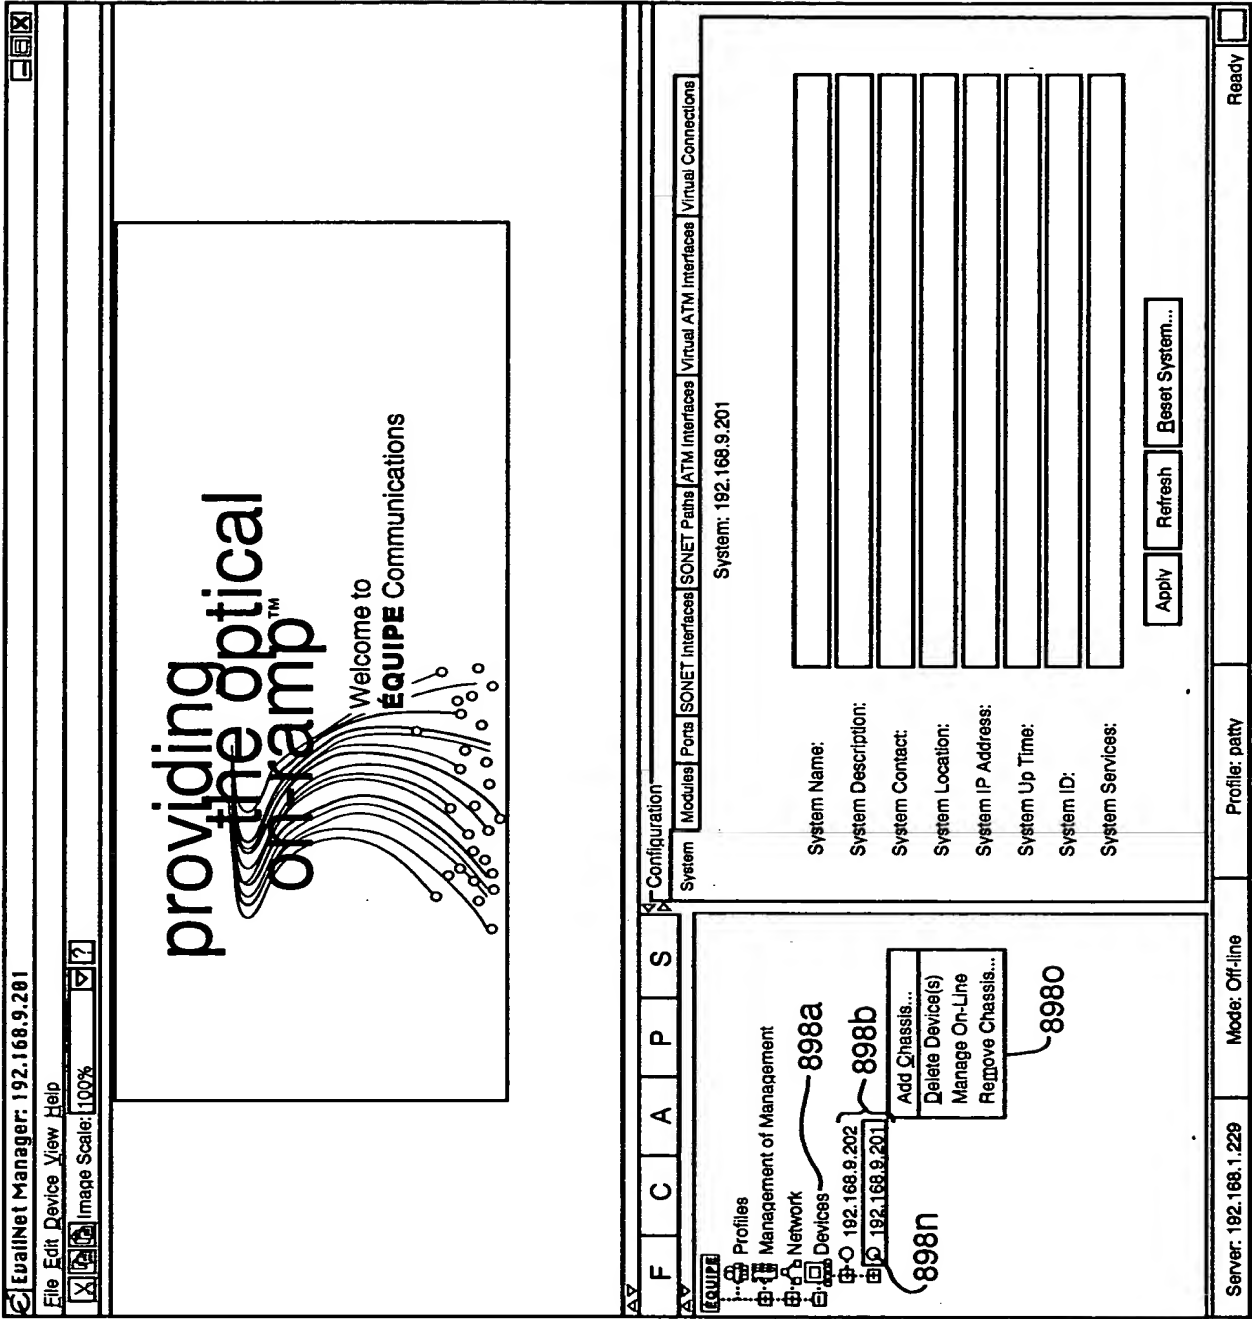 EvallNet Manager: 192.168.9.201
File Edit Device View Help
Image Scale: 100% ?
providing
the optical
on-ramp™
Welcome to
ÉQUIPE Communications
F C A P S
EQUIPE
Profiles
Management of Management
Network
Devices
898a
192.168.9.202
898b
192.168.9.201
898n
Add Chassis...
Delete Device(s)
Manage On-Line
Remove Chassis...
898o
Configuration
System Modules Ports SONET Interfaces SONET Paths ATM Interfaces Virtual ATM Interfaces Virtual Connections
System: 192.168.9.201
System Name:
System Description:
System Contact:
System Location:
System IP Address:
System Up Time:
System ID:
System Services:
Apply Refresh Reset System...
Server: 192.168.1.229 Mode: Off-line Profile: patty Ready